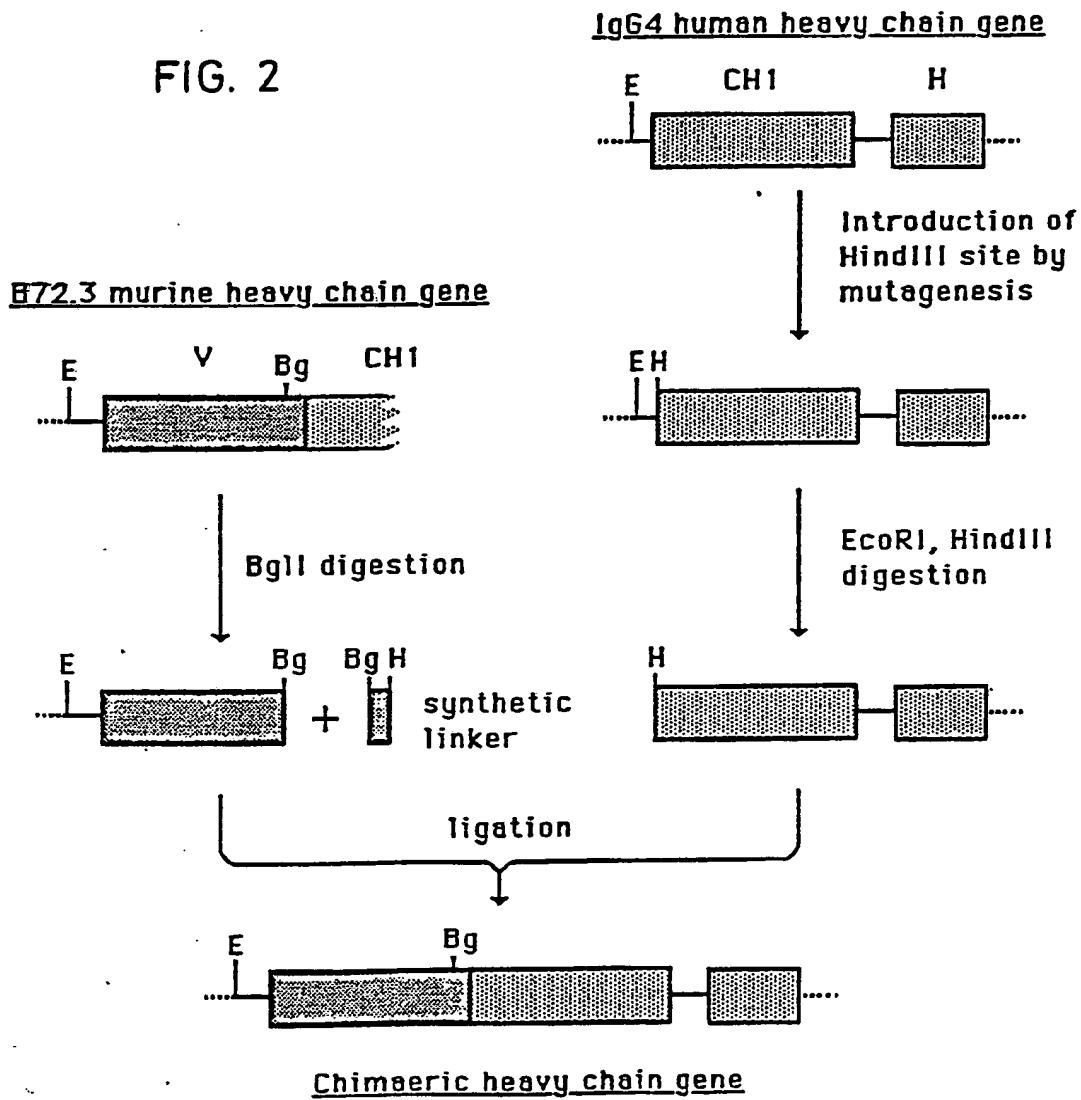 IgG4 human heavy chain gene
FIG. 2
E CH1 H
Introduction of
HindIII site by
mutagenesis
B72.3 murine heavy chain gene
E V Bg CH1
E H
BglI digestion
EcoRI, HindIII
digestion
E Bg Bg H
synthetic
linker
+
H
ligation
E Bg
Chimaeric heavy chain gene